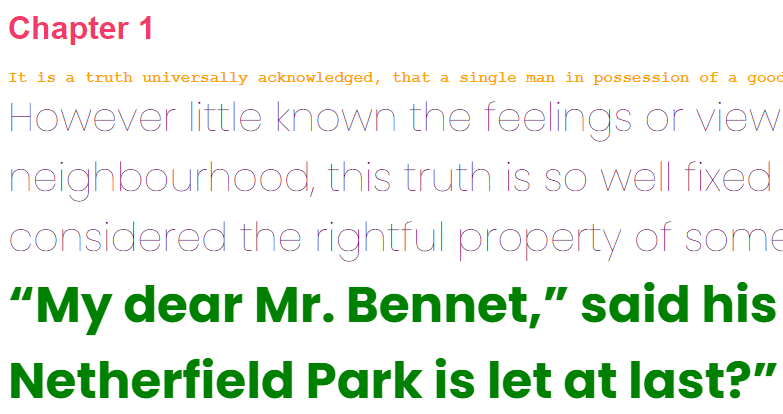 Chapter 1
It is a truth universally acknowledged, that a single man in possession of a good
However little known the feelings or view
neighbourhood, this truth is so well fixed
considered the rightful property of some
“My dear Mr. Bennet,” said his
Netherfield Park is let at last?”